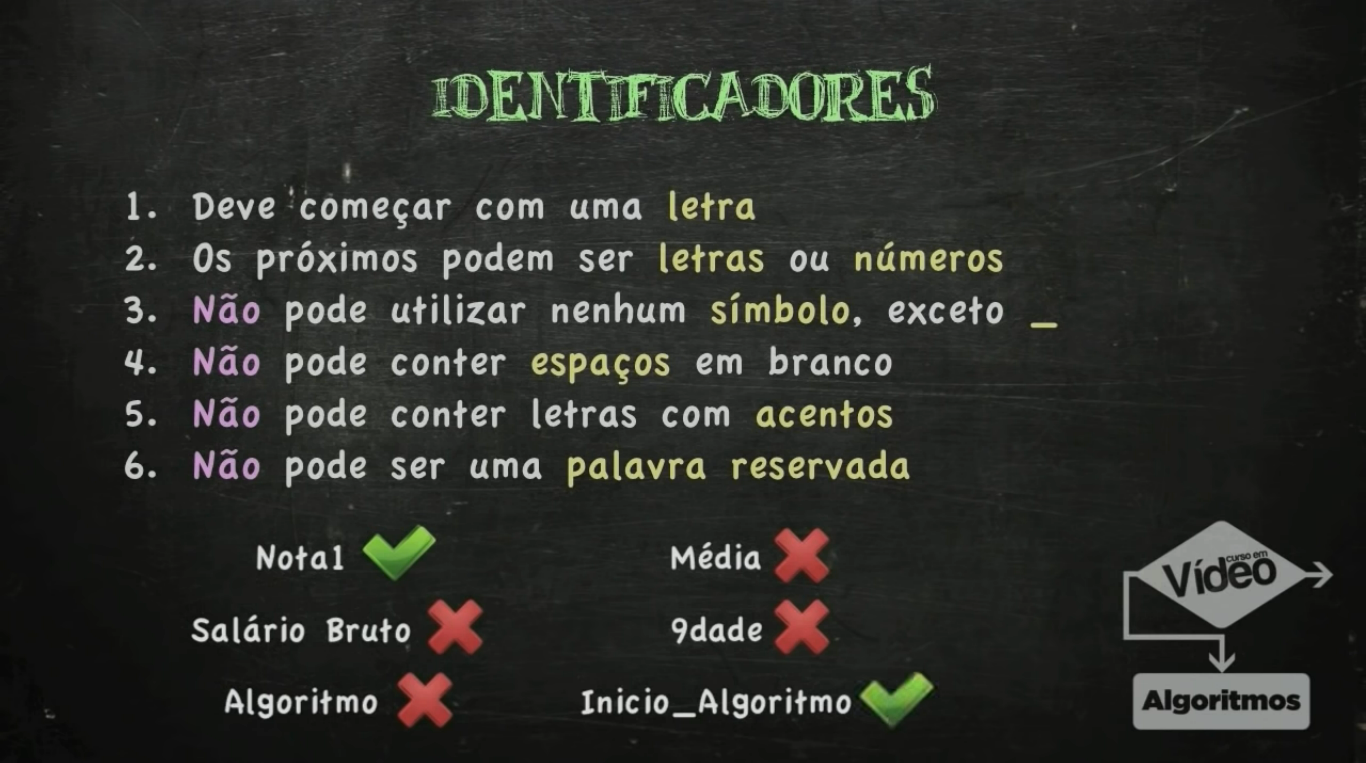 IDENTIFICADORES
1. Deve começar com uma letra
2. Os próximos podem ser letras ou números
3. Não pode utilizar nenhum símbolo, exceto _
4. Não pode conter espaços em branco
5. Não pode conter letras com acentos
6. Não pode ser uma palavra reservada
Nota1
Média
Salário Bruto
9dade
Algoritmo
Inicio_Algoritmo
curso em
Vídeo
Algoritmos